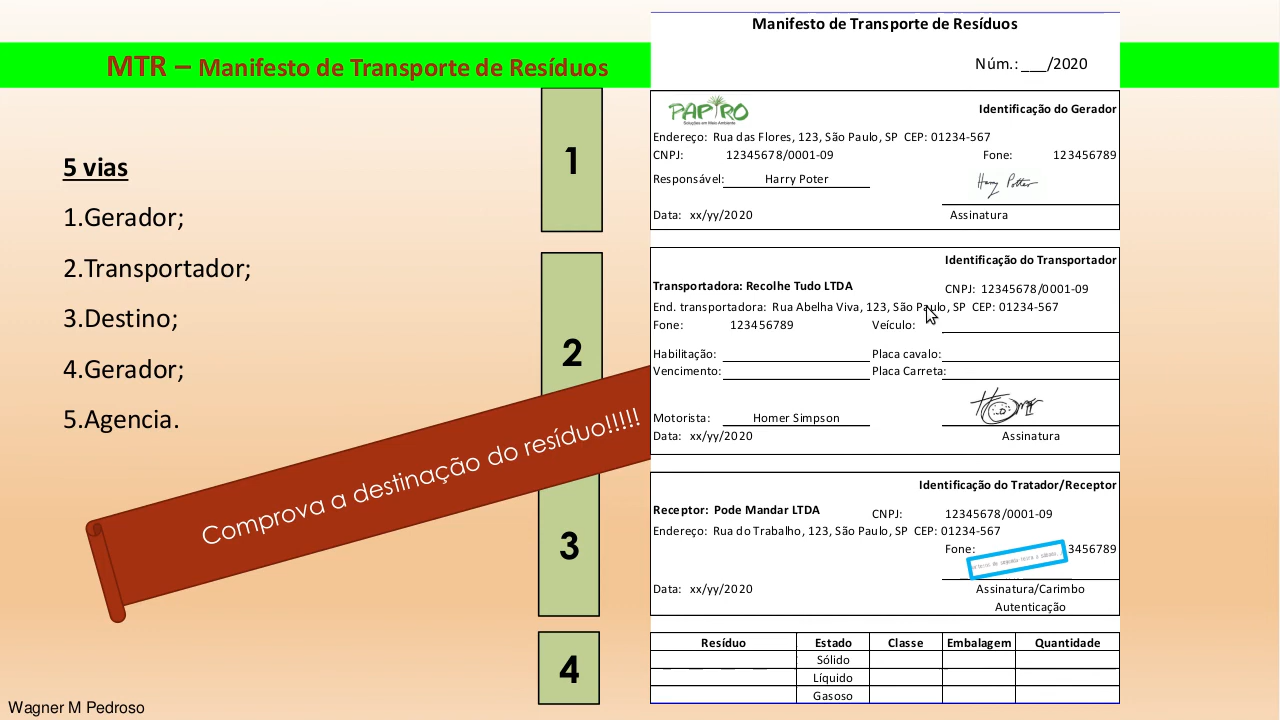 MTR – Manifesto de Transporte de Resíduos
5 vias
1.Gerador;
2.Transportador;
3.Destino;
4.Gerador;
5.Agencia.
Comprova a destinação do resíduo!!!!!
Wagner M Pedroso
1
2
3
4
Manifesto de Transporte de Resíduos
Núm.: ___/2020
PAPIRO
Soluções em Meio Ambiente
Identificação do Gerador
Endereço: Rua das Flores, 123, São Paulo, SP CEP: 01234-567
CNPJ: 12345678/0001-09 Fone: 123456789
Responsável: Harry Poter Harry Potter
Data: xx/yy/2020 Assinatura
Identificação do Transportador
Transportadora: Recolhe Tudo LTDA CNPJ: 12345678/0001-09
End. transportadora: Rua Abelha Viva, 123, São Paulo, SP CEP: 01234-567
Fone: 123456789 Veículo:
Habilitação: Placa cavalo:
Vencimento: Placa Carreta:
Motorista: Homer Simpson
Data: xx/yy/2020 Assinatura
Identificação do Tratador/Receptor
Receptor: Pode Mandar LTDA CNPJ: 12345678/0001-09
Endereço: Rua do Trabalho, 123, São Paulo, SP CEP: 01234-567
Fone: 3456789
segunda feira a sábado,
Data: xx/yy/2020 Assinatura/Carimbo
Autenticação
Resíduo Estado Classe Embalagem Quantidade
Sólido
Líquido
Gasoso